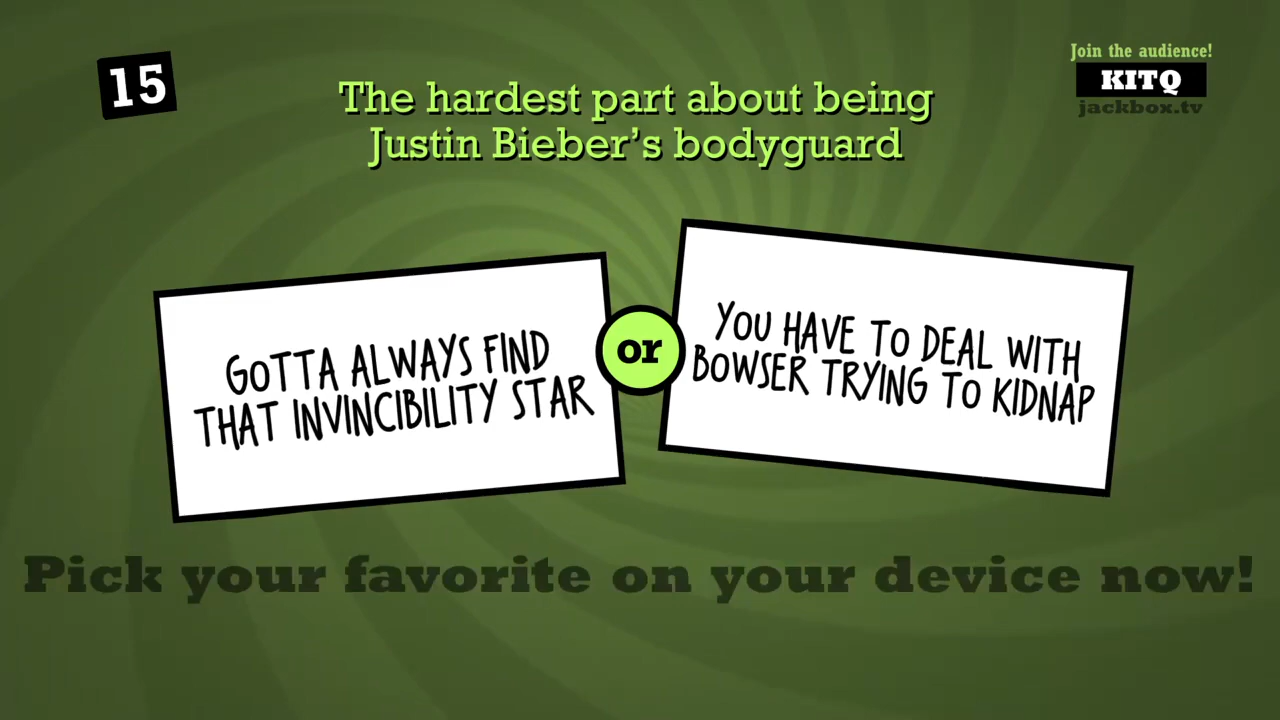 15
Join the audience!
KITQ
jackbox.tv
The hardest part about being
Justin Bieber's bodyguard
GOTTA ALWAYS FIND
THAT INVINCIBILITY STAR
or
YOU HAVE TO DEAL WITH
BOWSER TRYING TO KIDNAP
Pick your favorite on your device now!